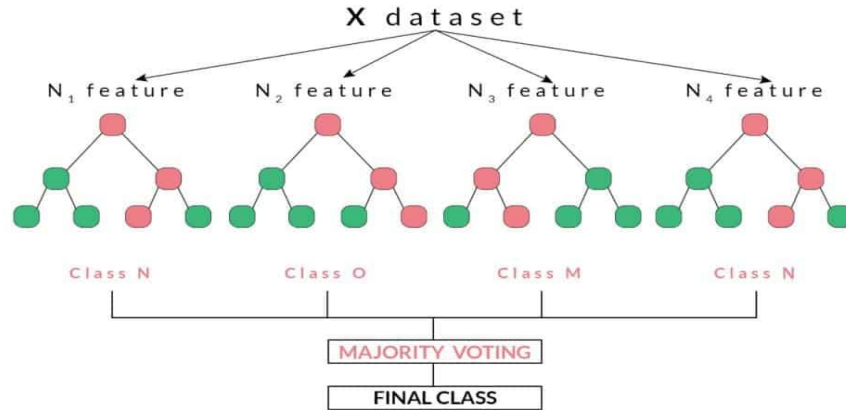 X dataset
N₁ feature N₂ feature N₃ feature N₄ feature
Class N Class O Class M Class N
MAJORITY VOTING
FINAL CLASS